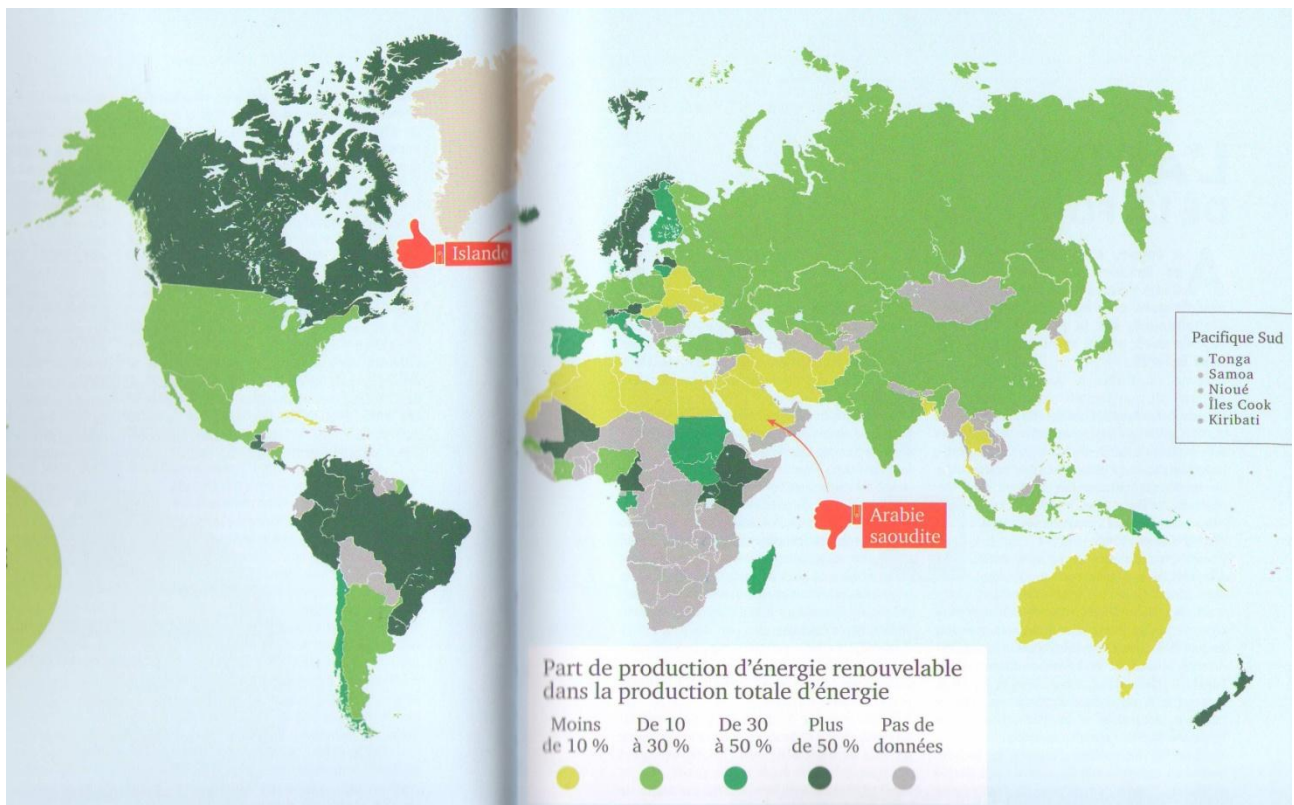 Islande
Pacifique Sud
Tonga
Samoa
Nioué
Îles Cook
Kiribati
Arabie
saoudite
Part de production d'énergie renouvelable
dans la production totale d'énergie
Moins
de 10 %
De 10
à 30 %
De 30
à 50 %
Plus
de 50 %
Pas de
données